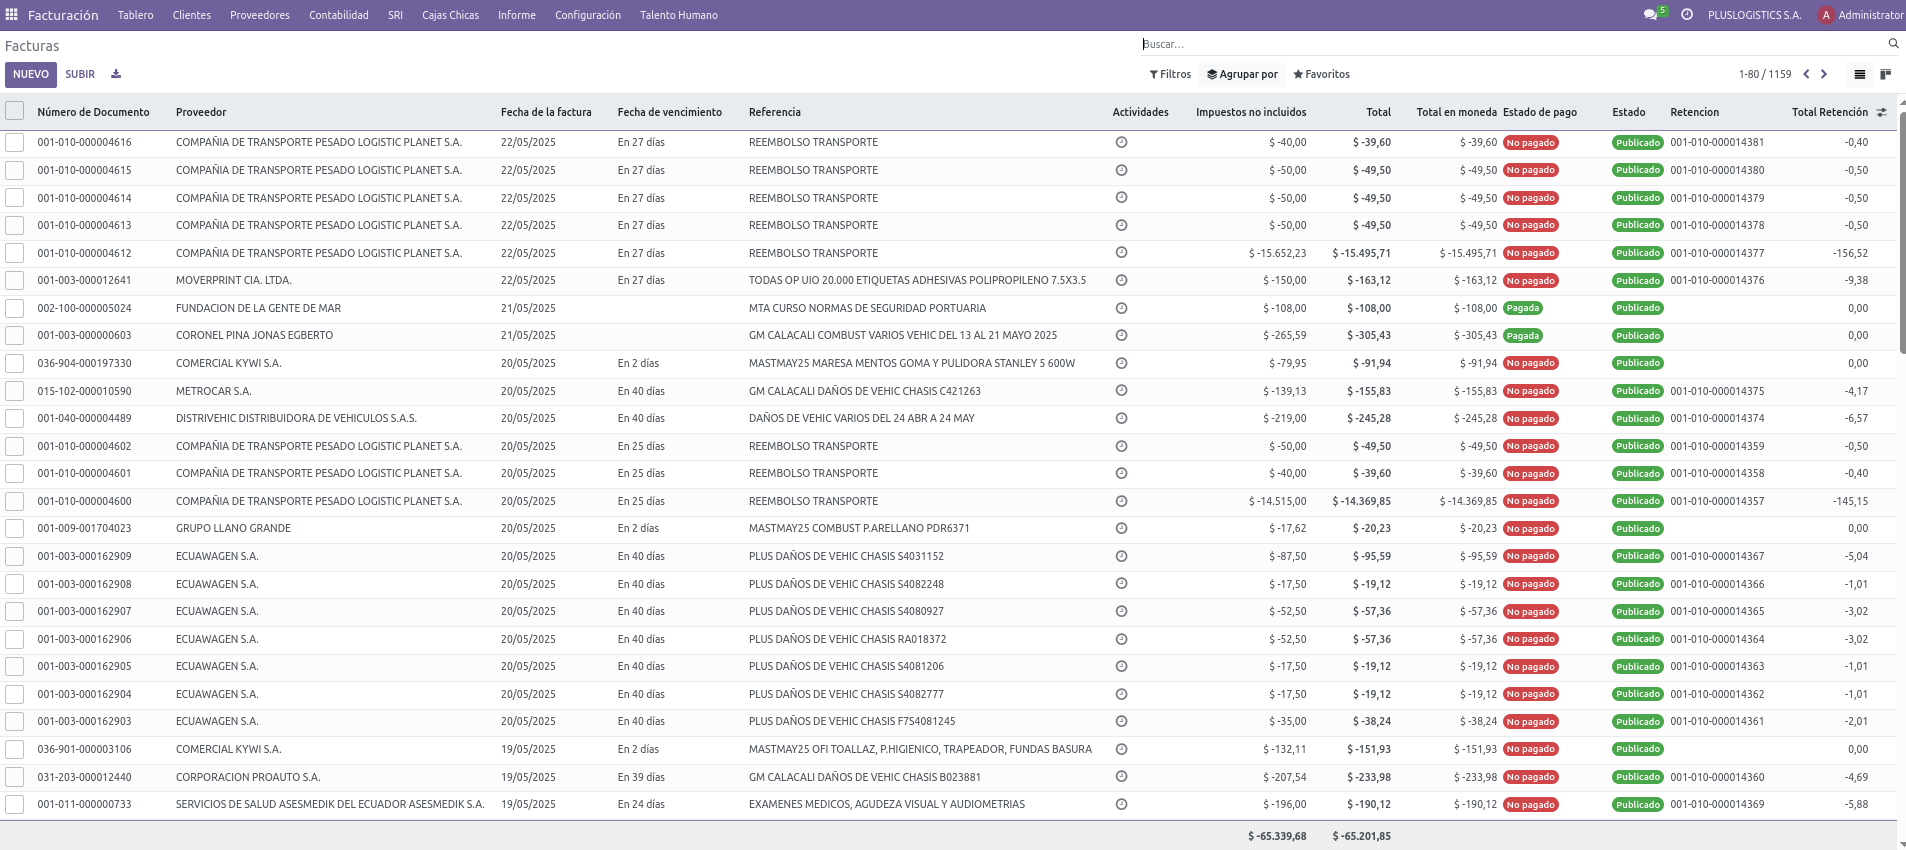 Facturación Tablero Clientes Proveedores Contabilidad SRI Cajas Chicas Informe Configuración Talento Humano 5 PLUSLOGISTICS S.A. A Administrator
Facturas Buscar...
NUEVO SUBIR Filtros Agrupar por Favoritos 1-80 / 1159
Número de Documento Proveedor Fecha de la factura Fecha de vencimiento Referencia Actividades Impuestos no incluidos Total Total en moneda Estado de pago Estado Retencion Total Retención
001-010-000004616 COMPAÑIA DE TRANSPORTE PESADO LOGISTIC PLANET S.A. 22/05/2025 En 27 días REEMBOLSO TRANSPORTE $ -40,00 $ -39,60 $ -39,60 No pagado Publicado 001-010-000014381 -0,40
001-010-000004615 COMPAÑIA DE TRANSPORTE PESADO LOGISTIC PLANET S.A. 22/05/2025 En 27 días REEMBOLSO TRANSPORTE $ -50,00 $ -49,50 $ -49,50 No pagado Publicado 001-010-000014380 -0,50
001-010-000004614 COMPAÑIA DE TRANSPORTE PESADO LOGISTIC PLANET S.A. 22/05/2025 En 27 días REEMBOLSO TRANSPORTE $ -50,00 $ -49,50 $ -49,50 No pagado Publicado 001-010-000014379 -0,50
001-010-000004613 COMPAÑIA DE TRANSPORTE PESADO LOGISTIC PLANET S.A. 22/05/2025 En 27 días REEMBOLSO TRANSPORTE $ -50,00 $ -49,50 $ -49,50 No pagado Publicado 001-010-000014378 -0,50
001-010-000004612 COMPAÑIA DE TRANSPORTE PESADO LOGISTIC PLANET S.A. 22/05/2025 En 27 días REEMBOLSO TRANSPORTE $ -15.652,23 $ -15.495,71 $ -15.495,71 No pagado Publicado 001-010-000014377 -156,52
001-003-000012641 MOVERPRINT CIA. LTDA. 22/05/2025 En 27 días TODAS OP UIO 20.000 ETIQUETAS ADHESIVAS POLIPROPILENO 7.5X3.5 $ -150,00 $ -163,12 $ -163,12 No pagado Publicado 001-010-000014376 -9,38
002-100-000005024 FUNDACION DE LA GENTE DE MAR 21/05/2025 MTA CURSO NORMAS DE SEGURIDAD PORTUARIA $ -108,00 $ -108,00 $ -108,00 Pagada Publicado 0,00
001-003-000000603 CORONEL PINA JONAS EGBERTO 21/05/2025 GM CALACALI COMBUST VARIOS VEHIC DEL 13 AL 21 MAYO 2025 $ -265,59 $ -305,43 $ -305,43 Pagada Publicado 0,00
036-904-000197330 COMERCIAL KYWI S.A. 20/05/2025 En 2 días MASTMAY25 MARESA MENTOS GOMA Y PULIDORA STANLEY 5 600W $ -79,95 $ -91,94 $ -91,94 No pagado Publicado 0,00
015-102-000010590 METROCAR S.A. 20/05/2025 En 40 días GM CALACALI DAÑOS DE VEHIC CHASIS C421263 $ -139,13 $ -155,83 $ -155,83 No pagado Publicado 001-010-000014375 -4,17
001-040-000004489 DISTRIVEHIC DISTRIBUIDORA DE VEHICULOS S.A.S. 20/05/2025 En 40 días DAÑOS DE VEHIC VARIOS DEL 24 ABR A 24 MAY $ -219,00 $ -245,28 $ -245,28 No pagado Publicado 001-010-000014374 -6,57
001-010-000004602 COMPAÑIA DE TRANSPORTE PESADO LOGISTIC PLANET S.A. 20/05/2025 En 25 días REEMBOLSO TRANSPORTE $ -50,00 $ -49,50 $ -49,50 No pagado Publicado 001-010-000014359 -0,50
001-010-000004601 COMPAÑIA DE TRANSPORTE PESADO LOGISTIC PLANET S.A. 20/05/2025 En 25 días REEMBOLSO TRANSPORTE $ -40,00 $ -39,60 $ -39,60 No pagado Publicado 001-010-000014358 -0,40
001-010-000004600 COMPAÑIA DE TRANSPORTE PESADO LOGISTIC PLANET S.A. 20/05/2025 En 25 días REEMBOLSO TRANSPORTE $ -14.515,00 $ -14.369,85 $ -14.369,85 No pagado Publicado 001-010-000014357 -145,15
001-009-001704023 GRUPO LLANO GRANDE 20/05/2025 En 2 días MASTMAY25 COMBUST P.ARELLANO PDR6371 $ -17,62 $ -20,23 $ -20,23 No pagado Publicado 0,00
001-003-000162909 ECUAWAGEN S.A. 20/05/2025 En 40 días PLUS DAÑOS DE VEHIC CHASIS S4031152 $ -87,50 $ -95,59 $ -95,59 No pagado Publicado 001-010-000014367 -5,04
001-003-000162908 ECUAWAGEN S.A. 20/05/2025 En 40 días PLUS DAÑOS DE VEHIC CHASIS S4082248 $ -17,50 $ -19,12 $ -19,12 No pagado Publicado 001-010-000014366 -1,01
001-003-000162907 ECUAWAGEN S.A. 20/05/2025 En 40 días PLUS DAÑOS DE VEHIC CHASIS S4080927 $ -52,50 $ -57,36 $ -57,36 No pagado Publicado 001-010-000014365 -3,02
001-003-000162906 ECUAWAGEN S.A. 20/05/2025 En 40 días PLUS DAÑOS DE VEHIC CHASIS RA018372 $ -52,50 $ -57,36 $ -57,36 No pagado Publicado 001-010-000014364 -3,02
001-003-000162905 ECUAWAGEN S.A. 20/05/2025 En 40 días PLUS DAÑOS DE VEHIC CHASIS S4081206 $ -17,50 $ -19,12 $ -19,12 No pagado Publicado 001-010-000014363 -1,01
001-003-000162904 ECUAWAGEN S.A. 20/05/2025 En 40 días PLUS DAÑOS DE VEHIC CHASIS S4082777 $ -17,50 $ -19,12 $ -19,12 No pagado Publicado 001-010-000014362 -1,01
001-003-000162903 ECUAWAGEN S.A. 20/05/2025 En 40 días PLUS DAÑOS DE VEHIC CHASIS F7S4081245 $ -35,00 $ -38,24 $ -38,24 No pagado Publicado 001-010-000014361 -2,01
036-901-000003106 COMERCIAL KYWI S.A. 19/05/2025 En 2 días MASTMAY25 OFI TOALLAZ, P.HIGIENICO, TRAPEADOR, FUNDAS BASURA $ -132,11 $ -151,93 $ -151,93 No pagado Publicado 0,00
031-203-000012440 CORPORACION PROAUTO S.A. 19/05/2025 En 39 días GM CALACALI DAÑOS DE VEHIC CHASIS B023881 $ -207,54 $ -233,98 $ -233,98 No pagado Publicado 001-010-000014360 -4,69
001-011-000000733 SERVICIOS DE SALUD ASESMEDIK DEL ECUADOR ASESMEDIK S.A. 19/05/2025 En 24 días EXAMENES MEDICOS, AGUDEZA VISUAL Y AUDIOMETRIAS $ -196,00 $ -190,12 $ -190,12 No pagado Publicado 001-010-000014369 -5,88
$ -65.339,68 $ -65.201,85